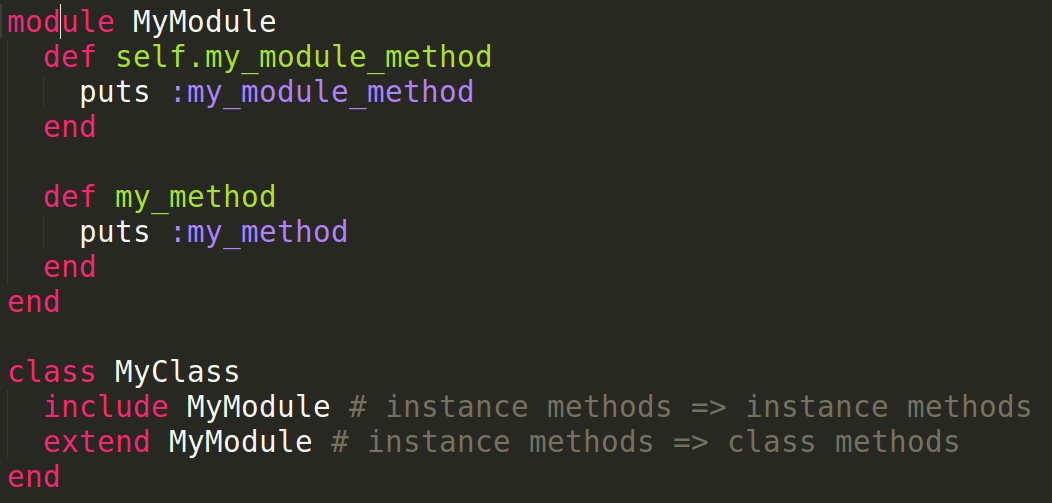 module MyModule
  def self.my_module_method
    puts :my_module_method
  end

  def my_method
    puts :my_method
  end
end

class MyClass
  include MyModule # instance methods => instance methods
  extend MyModule # instance methods => class methods
end